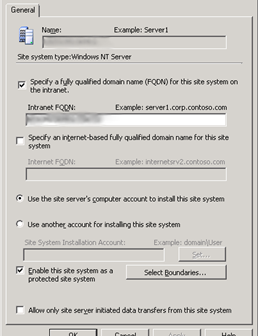 General
Name: Example: Server1
Site system type:Windows NT Server
Specify a fully qualified domain name (FQDN) for this site system on
the intranet.
Intranet FQDN: Example: server1.corp.contoso.com
Specify an internet-based fully qualified domain name for this site
system
Internet FQDN: Example: internetsrv2.contoso.com
Use the site server's computer account to install this site system
Use another account for installing this site system
Site System Installation Account: Example: domain\User
Set...
Enable this site system as a
protected site system
Select Boundaries...
Allow only site server initiated data transfers from this site system
OK Cancel Apply Help